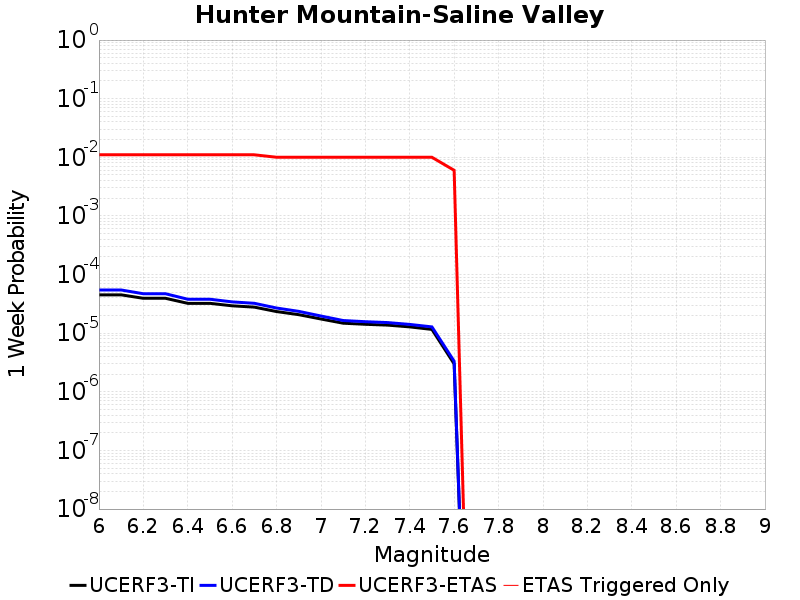 Hunter Mountain-Saline Valley
10^0
10^-1
10^-2
10^-3
10^-4
10^-5
10^-6
10^-7
10^-8
1 Week Probability
6 6.2 6.4 6.6 6.8 7 7.2 7.4 7.6 7.8 8 8.2 8.4 8.6 8.8 9
Magnitude
UCERF3-TI UCERF3-TD UCERF3-ETAS ETAS Triggered Only